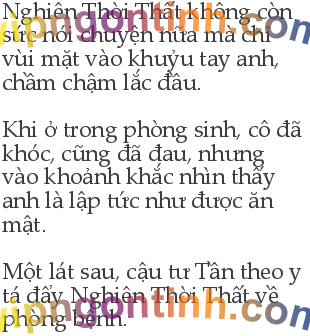 Nghiên Thời Thất không còn
sức nói chuyện nữa mà chỉ
vùi mặt vào khuỷu tay anh,
chầm chậm lắc đầu.
Khi ở trong phòng sinh, cô đã
khóc, cũng đã đau, nhưng
vào khoảnh khắc nhìn thấy
anh là lập tức như được ăn
mật.
Một lát sau, cậu tư Tần theo y
tá đẩy Nghiên Thời Thất về
phòng bệnh.
vipngontinh.com
vipngontinh.com